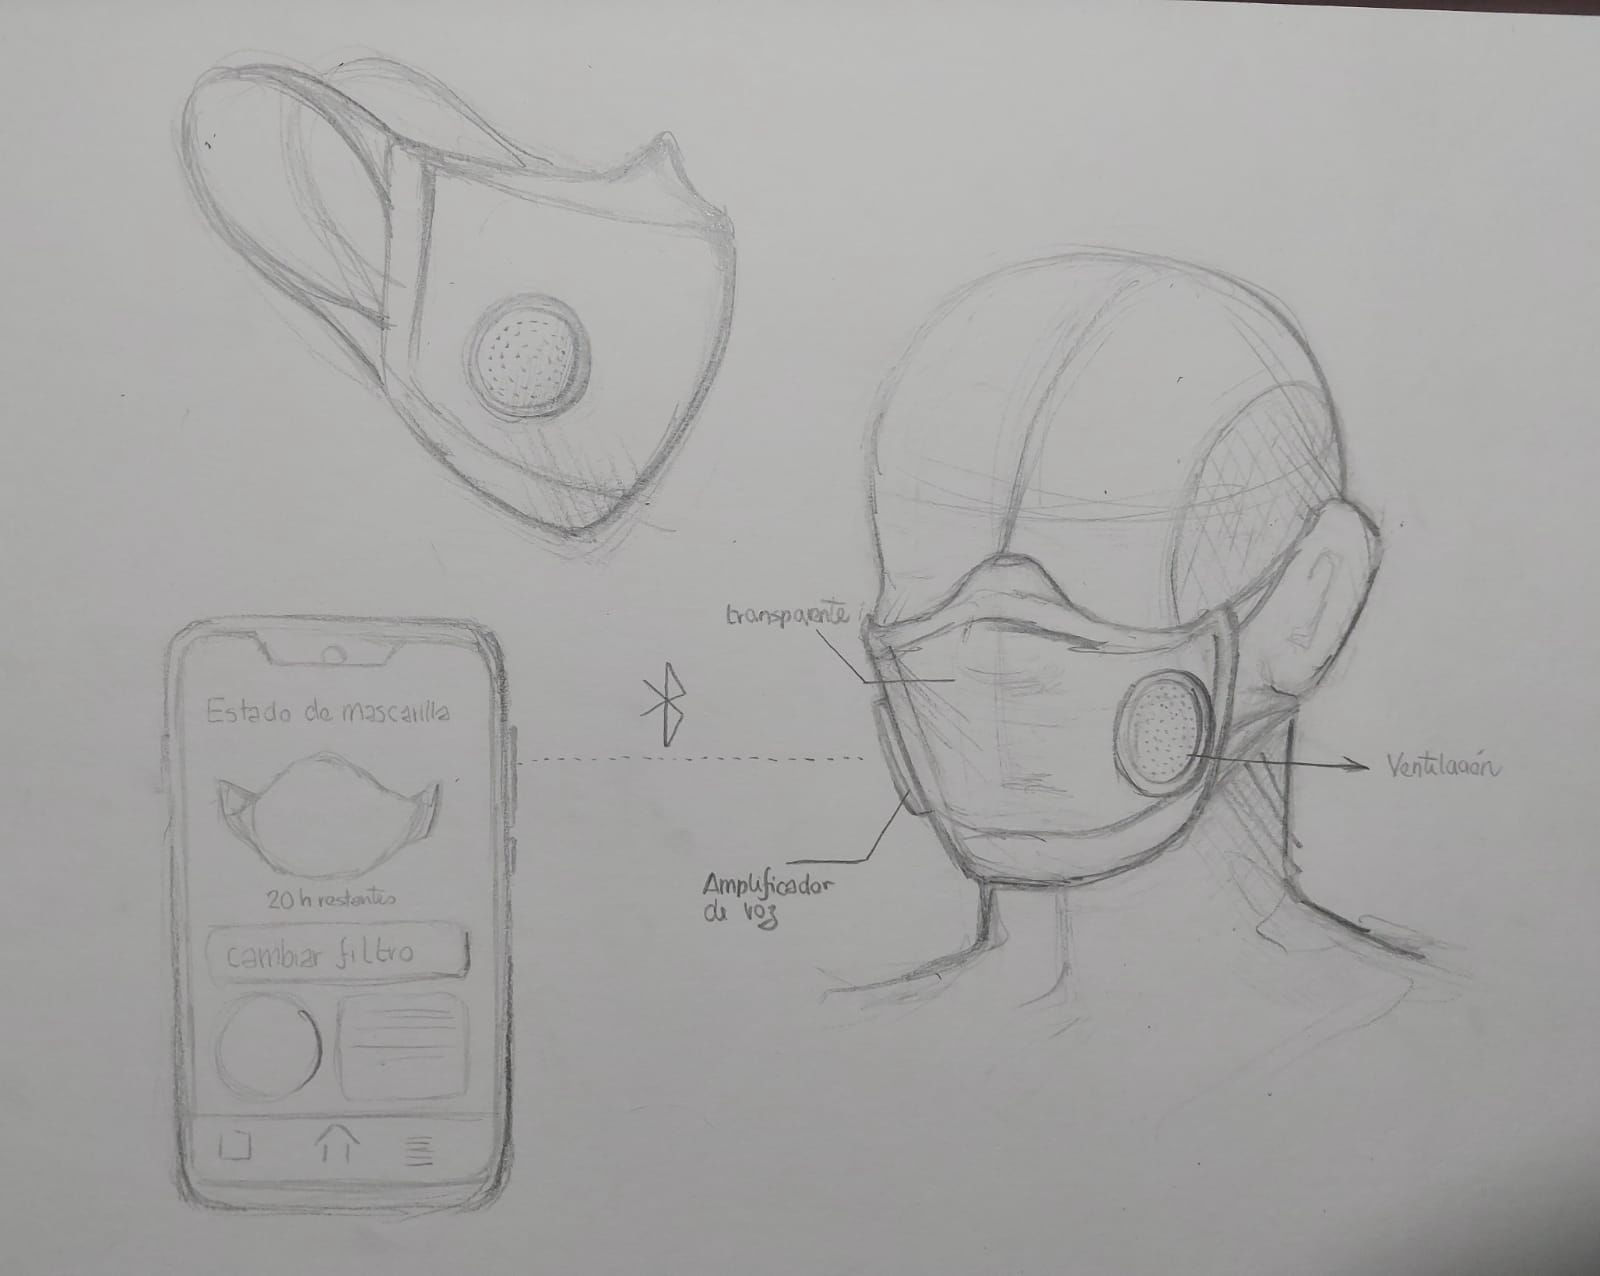 transparente
Estado de mascarilla
20 h restantes
cambiar filtro
Amplificador
de voz
Ventilación